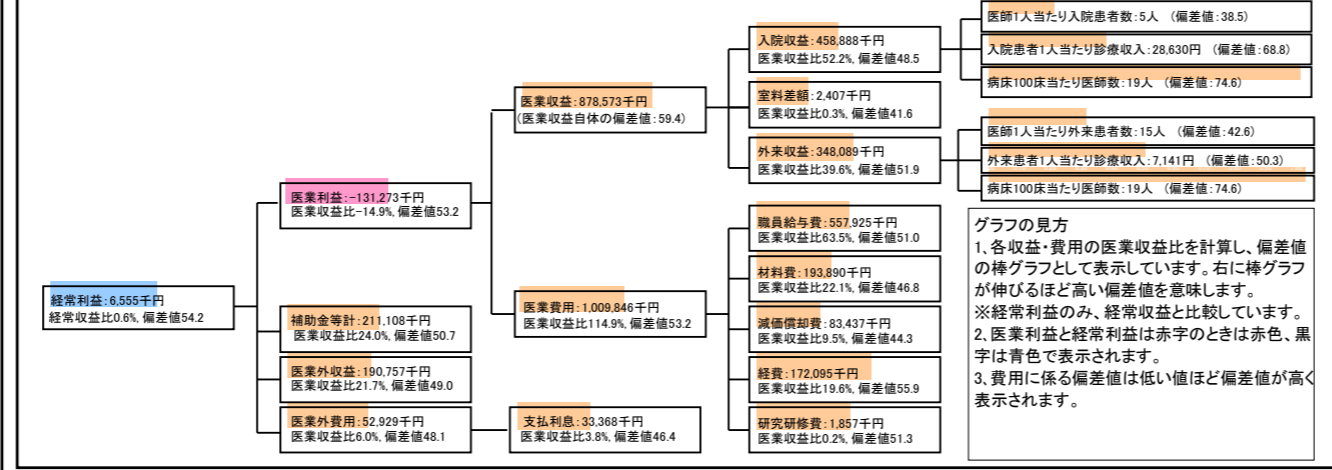 経常利益:6,555千円
経常収益比0.6%, 偏差値54.2
医業利益:-131,273千円
医業収益比-14.9%, 偏差値53.2
補助金等計:211,108千円
医業収益比24.0%, 偏差値50.7
医業外収益:190,757千円
医業収益比21.7%, 偏差値49.0
医業外費用:52,929千円
医業収益比6.0%, 偏差値48.1
医業収益:878,573千円
(医業収益自体の偏差値:59.4)
医業費用:1,009,846千円
医業収益比114.9%, 偏差値53.2
支払利息:33,368千円
医業収益比3.8%, 偏差値46.4
入院収益:458,888千円
医業収益比52.2%, 偏差値48.5
室料差額:2,407千円
医業収益比0.3%, 偏差値41.6
外来収益:348,089千円
医業収益比39.6%, 偏差値51.9
職員給与費:557,925千円
医業収益比63.5%, 偏差値51.0
材料費:193,890千円
医業収益比22.1%, 偏差値46.8
減価償却費:83,437千円
医業収益比9.5%, 偏差値44.3
経費:172,095千円
医業収益比19.6%, 偏差値55.9
研究研修費:1,857千円
医業収益比0.2%, 偏差値51.3
医師1人当たり入院患者数:5人 (偏差値:38.5)
入院患者1人当たり診療収入:28,630円 (偏差値:68.8)
病床100床当たり医師数:19人 (偏差値:74.6)
医師1人当たり外来患者数:15人 (偏差値:42.6)
外来患者1人当たり診療収入:7,141円 (偏差値:50.3)
病床100床当たり医師数:19人 (偏差値:74.6)
グラフの見方
1、各収益・費用の医業収益比を計算し、偏差値
の棒グラフとして表示しています。右に棒グラフ
が伸びるほど高い偏差値を意味します。
※経常利益のみ、経常収益と比較しています。
2、医業利益と経常利益は赤字のときは赤色、黒
字は青色で表示されます。
3、費用に係る偏差値は低い値ほど偏差値が高く
表示されます。